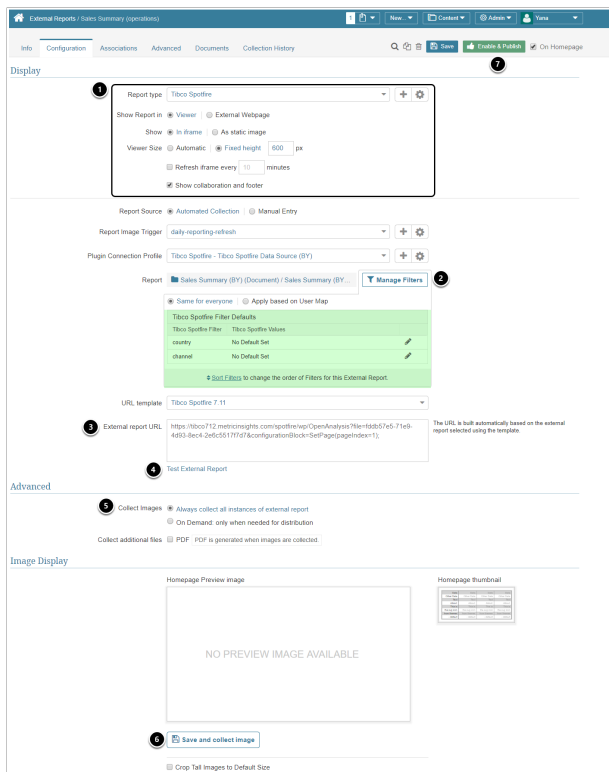 External Reports / Sales Summary (operations)
1
New...
Content
Admin
Yana
Info
Configuration
Associations
Advanced
Documents
Collection History
Save
Enable & Publish
On Homepage
7
Display
1
Report type
Tibco Spotfire
Show Report in
Viewer
External Webpage
Show
In iframe
As static image
Viewer Size
Automatic
Fixed height
600
px
Refresh iframe every
10
minutes
Show collaboration and footer
Report Source
Automated Collection
Manual Entry
Report Image Trigger
daily-reporting-refresh
Plugin Connection Profile
Tibco Spotfire - Tibco Spotfire Data Source (BY)
Report
Sales Summary (BY) (Document) / Sales Summary (BY...
Manage Filters
2
Same for everyone
Apply based on User Map
Tibco Spotfire Filter Defaults
Tibco Spotfire Filter
Tibco Spotfire Values
country
No Default Set
channel
No Default Set
Sort Filters to change the order of Filters for this External Report.
URL template
Tibco Spotfire 7.11
3
External report URL
https://tibco712.metricinsights.com/spotfire/wp/OpenAnalysis?file=fddb57e5-71e9-
4d93-8ec4-2e6c5517f7d7&configurationBlock=SetPage(pageIndex=1);
The URL is built automatically based on the external
report selected using the template.
4
Test External Report
Advanced
5
Collect Images
Always collect all instances of external report
On Demand: only when needed for distribution
Collect additional files
PDF
PDF is generated when images are collected.
Image Display
Homepage Preview image
Homepage thumbnail
NO PREVIEW IMAGE AVAILABLE
6
Save and collect image
Crop Tall Images to Default Size